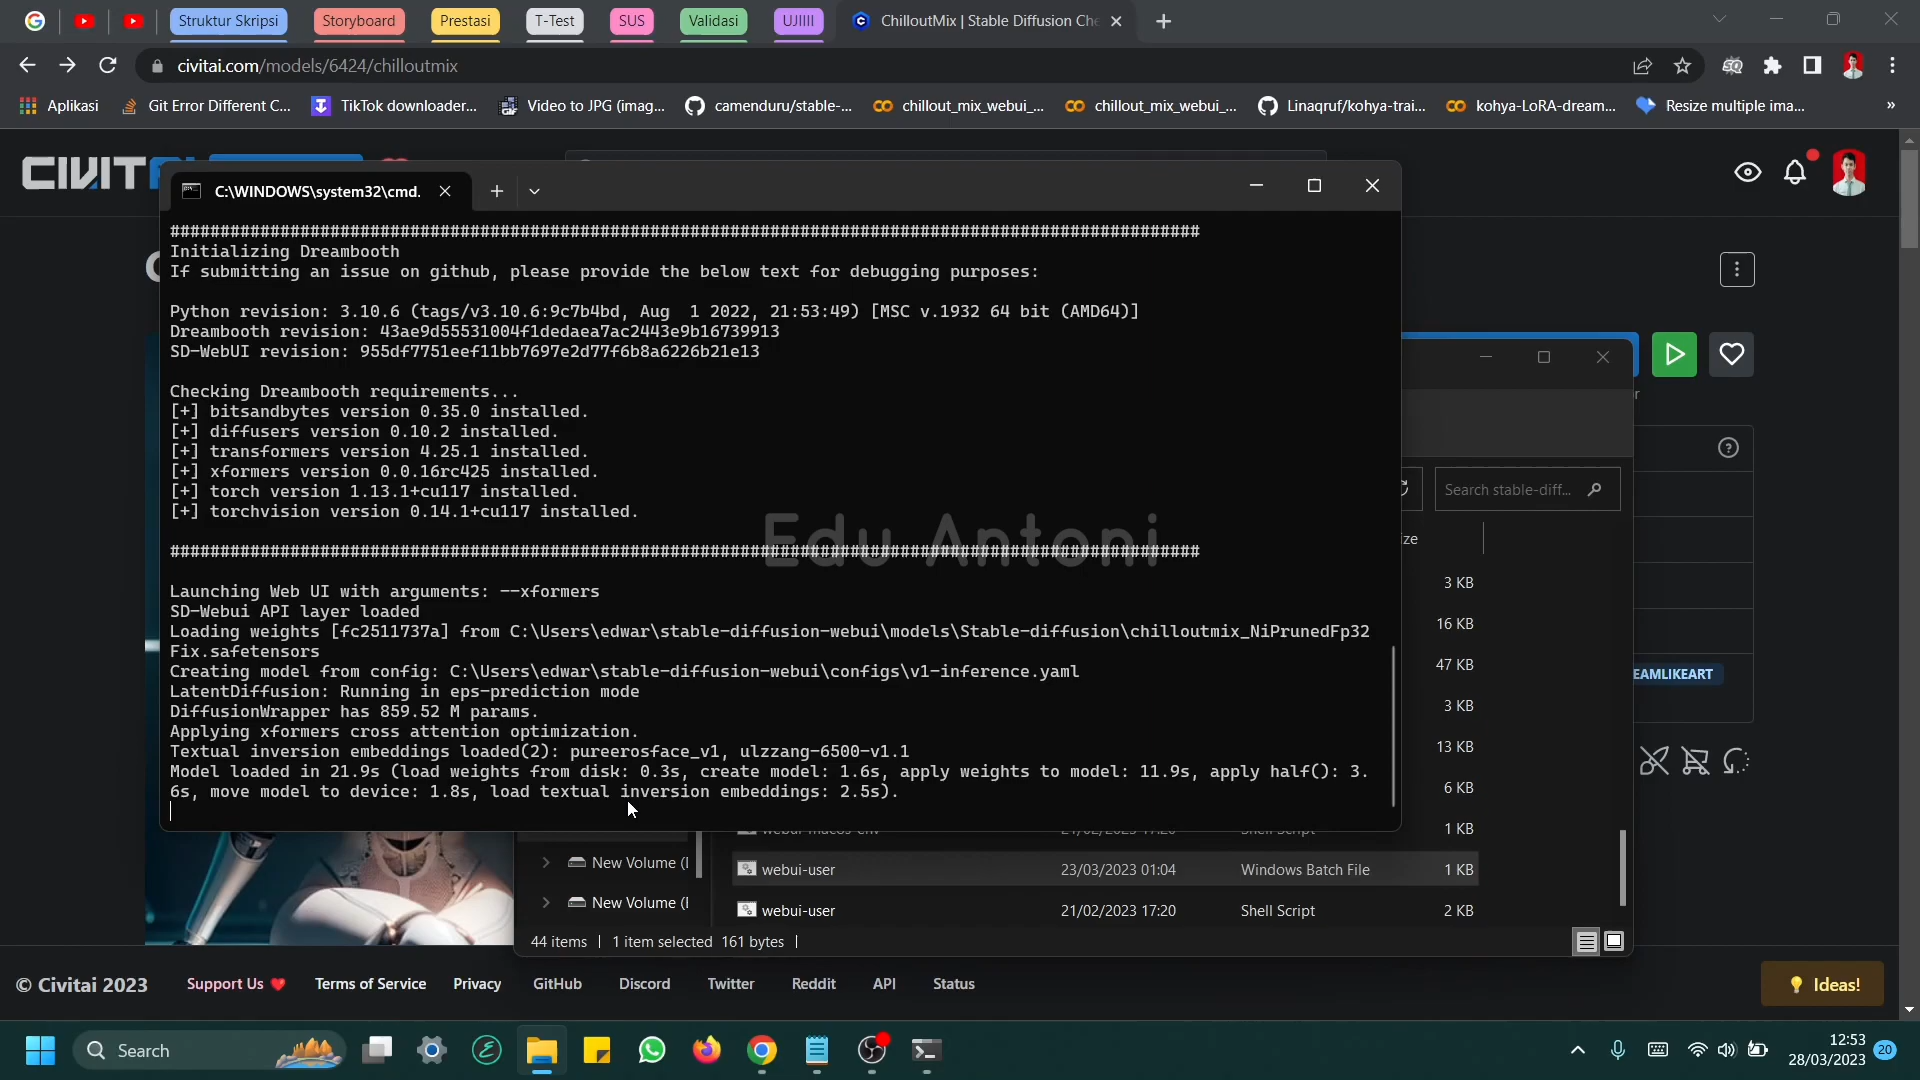 Struktur Skripsi
Storyboard
Prestasi
T-Test
SUS
Validasi
UJIIII
ChilloutMix | Stable Diffusion Che
civitai.com/models/6424/chilloutmix
Aplikasi
Git Error Different C...
TikTok downloader...
Video to JPG (imag...
camenduru/stable-...
chillout_mix_webui_...
chillout_mix_webui_...
Linaqruf/kohya-trai...
kohya-LoRA-dream...
Resize multiple ima...
»
C:\WINDOWS\system32\cmd.
#######################################################################################################
Initializing Dreambooth
If submitting an issue on github, please provide the below text for debugging purposes:
Python revision: 3.10.6 (tags/v3.10.6:9c7b4bd, Aug  1 2022, 21:53:49) [MSC v.1932 64 bit (AMD64)]
Dreambooth revision: 43ae9d55531004f1dedaea7ac2443e9b16739913
SD-WebUI revision: 955df7751eef11bb7697e2d77f6b8a6226b21e13
Checking Dreambooth requirements...
[+] bitsandbytes version 0.35.0 installed.
[+] diffusers version 0.10.2 installed.
[+] transformers version 4.25.1 installed.
[+] xformers version 0.0.16rc425 installed.
[+] torch version 1.13.1+cu117 installed.
[+] torchvision version 0.14.1+cu117 installed.
Edu Antoni
#######################################################################################################
Launching Web UI with arguments: --xformers
SD-Webui API layer loaded
Loading weights [fc2511737a] from C:\Users\edwar\stable-diffusion-webui\models\Stable-diffusion\chilloutmix_NiPrunedFp32
Fix.safetensors
Creating model from config: C:\Users\edwar\stable-diffusion-webui\configs\v1-inference.yaml
LatentDiffusion: Running in eps-prediction mode
DiffusionWrapper has 859.52 M params.
Applying xformers cross attention optimization.
Textual inversion embeddings loaded(2): pureerosface_v1, ulzzang-6500-v1.1
Model loaded in 21.9s (load weights from disk: 0.3s, create model: 1.6s, apply weights to model: 11.9s, apply half(): 3.
6s, move model to device: 1.8s, load textual inversion embeddings: 2.5s).
Search stable-diff...
ze
3 KB
16 KB
47 KB
3 KB
13 KB
6 KB
1 KB
EAMLIKEART
New Volume (
webui-user 23/03/2023 01:04 Windows Batch File 1 KB
New Volume (
webui-user 21/02/2023 17:20 Shell Script 2 KB
44 items | 1 item selected 161 bytes |
© Civitai 2023
Support Us
Terms of Service
Privacy
GitHub
Discord
Twitter
Reddit
API
Status
Ideas!
Search
12:53
28/03/2023
20